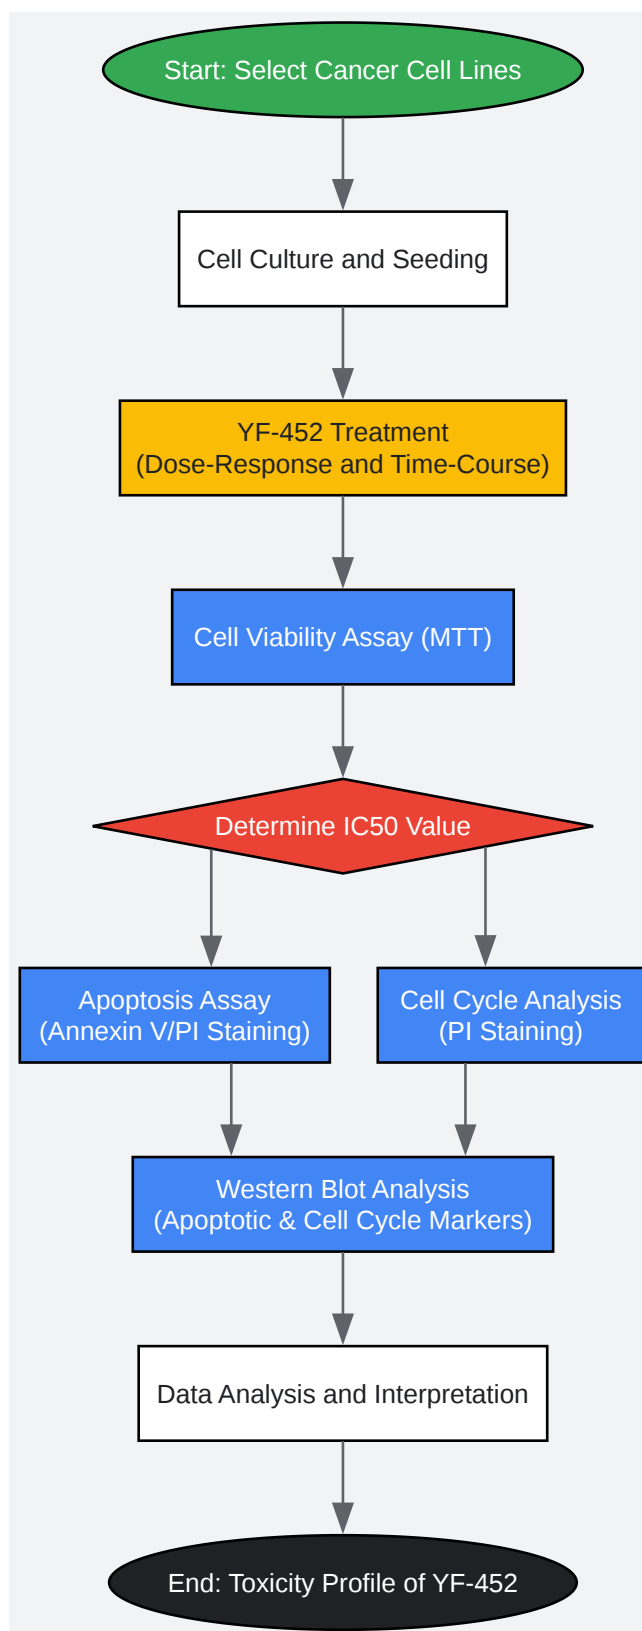 Start: Select Cancer Cell Lines
Cell Culture and Seeding
YF-452 Treatment
(Dose-Response and Time-Course)
Cell Viability Assay (MTT)
Determine IC50 Value
Apoptosis Assay
(Annexin V/PI Staining)
Cell Cycle Analysis
(PI Staining)
Western Blot Analysis
(Apoptotic & Cell Cycle Markers)
Data Analysis and Interpretation
End: Toxicity Profile of YF-452